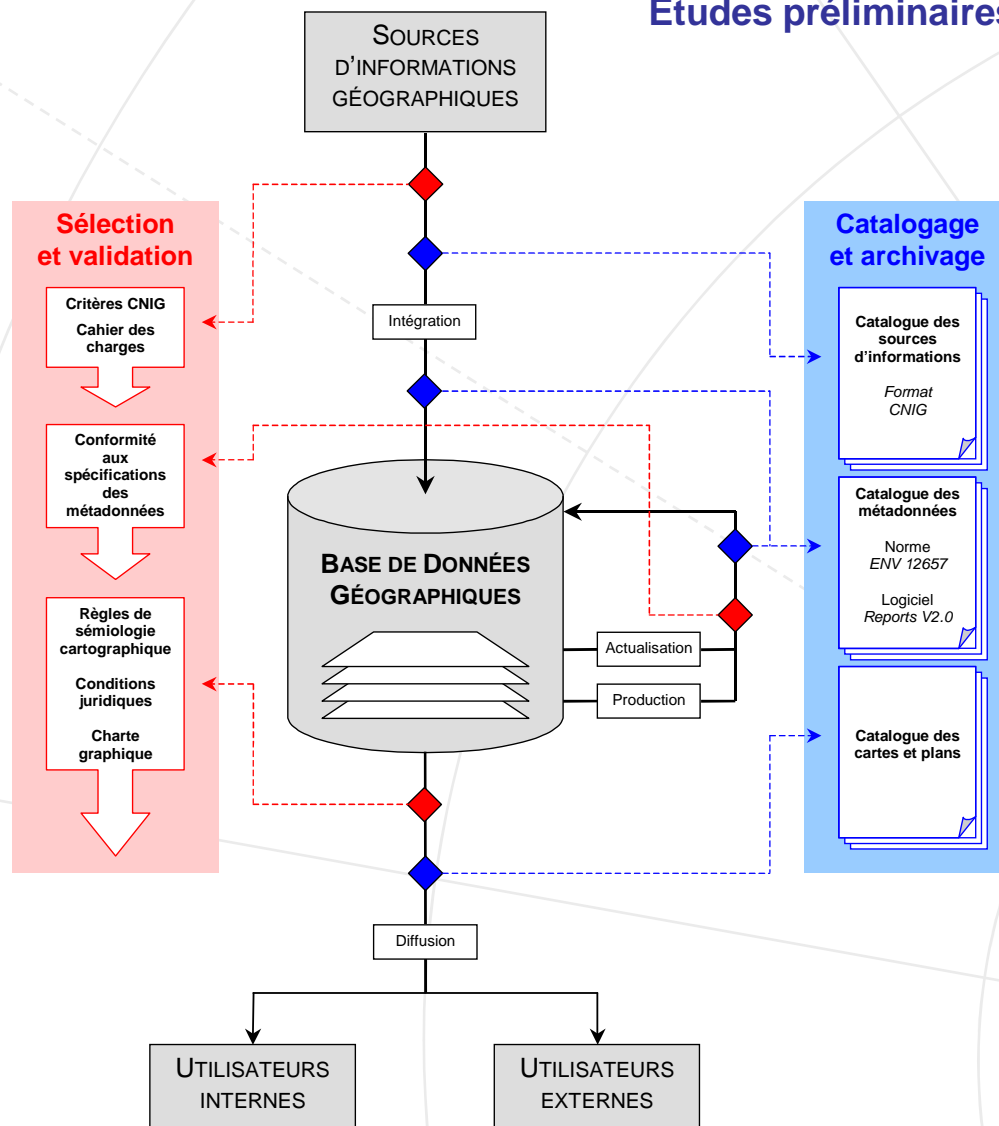 Etudes préliminaires
SOURCES
D'INFORMATIONS
GÉOGRAPHIQUES
Sélection
et validation
Critères CNIG
Cahier des
charges
Conformité
aux
spécifications
des
métadonnées
Règles de
sémiologie
cartographique
Conditions
juridiques
Charte
graphique
Intégration
BASE DE DONNÉES
GÉOGRAPHIQUES
Actualisation
Production
Diffusion
UTILISATEURS
INTERNES
UTILISATEURS
EXTERNES
Catalogage
et archivage
Catalogue des
sources
d'informations
Format
CNIG
Catalogue des
métadonnées
Norme
ENV 12657
Logiciel
Reports V2.0
Catalogue des
cartes et plans